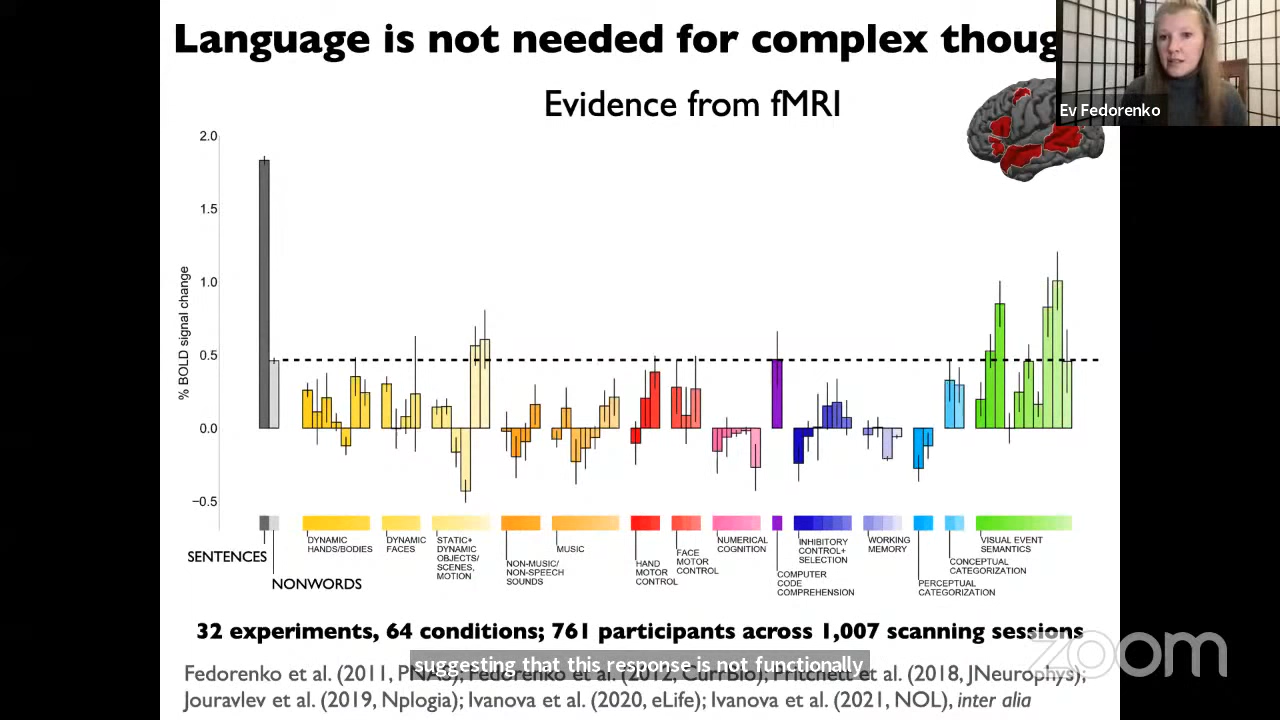 Language is not needed for complex thoug
Ev Fedorenko
Evidence from fMRI
% BOLD signal change
2.0
1.5
1.0
0.5
0.0
−0.5
SENTENCES
NONWORDS
DYNAMIC
HANDS/BODIES
DYNAMIC
FACES
STATIC+
DYNAMIC
OBJECTS/
SCENES,
MOTION
NON-MUSIC/
NON-SPEECH
SOUNDS
MUSIC
HAND
MOTOR
CONTROL
FACE
MOTOR
CONTROL
NUMERICAL
COGNITION
COMPUTER
CODE
COMPREHENSION
INHIBITORY
CONTROL+
SELECTION
WORKING
MEMORY
PERCEPTUAL
CATEGORIZATION
CONCEPTUAL
CATEGORIZATION
VISUAL EVENT
SEMANTICS
32 experiments, 64 conditions; 761 participants across 1,007 scanning sessions
zoom
suggesting that this response is not functionally
Fedorenko et al. (2011, PNAS); Fedorenko et al. (2012, CurrBio); Pritchett et al. (2018, JNeurophys);
Jouravlev et al. (2019, Nplogia); Ivanova et al. (2020, eLife); Ivanova et al. (2021, NOL), inter alia